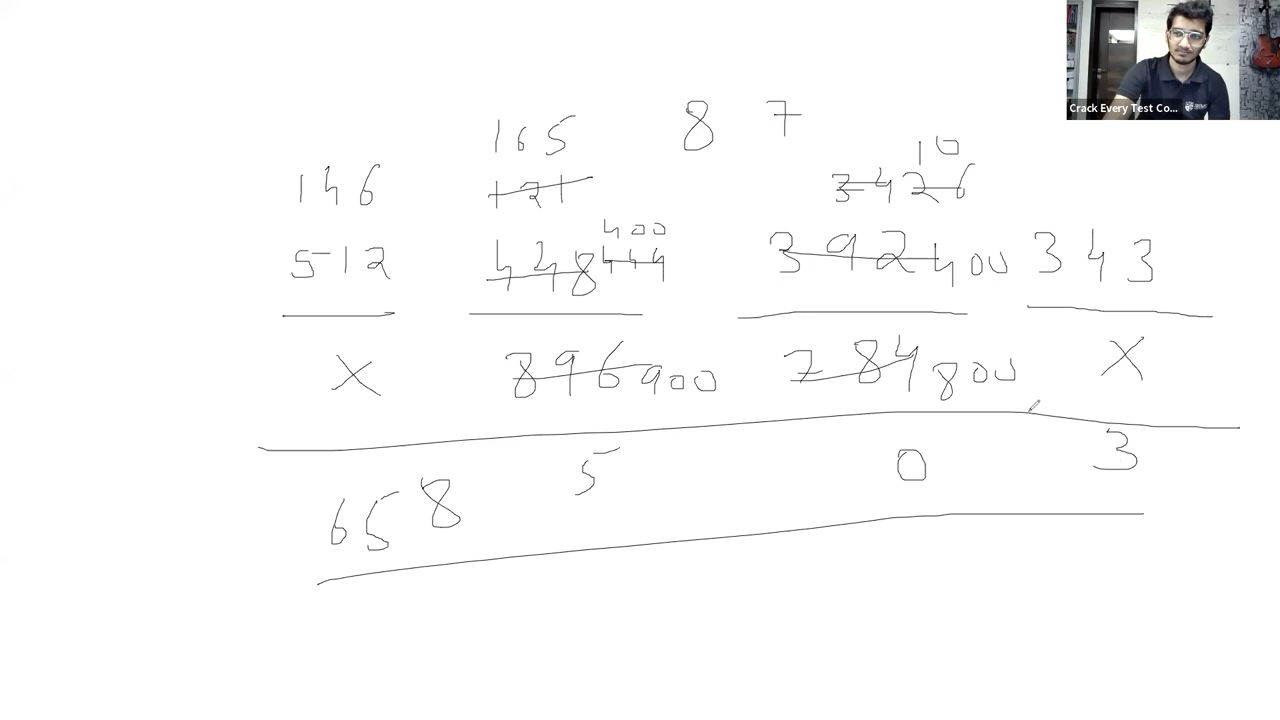 Crack Every Test Co...
8 7
165 10
146 121 3426
400
512 448 449 392 400 343
X 896 900 784 800 X
658 5 0 3